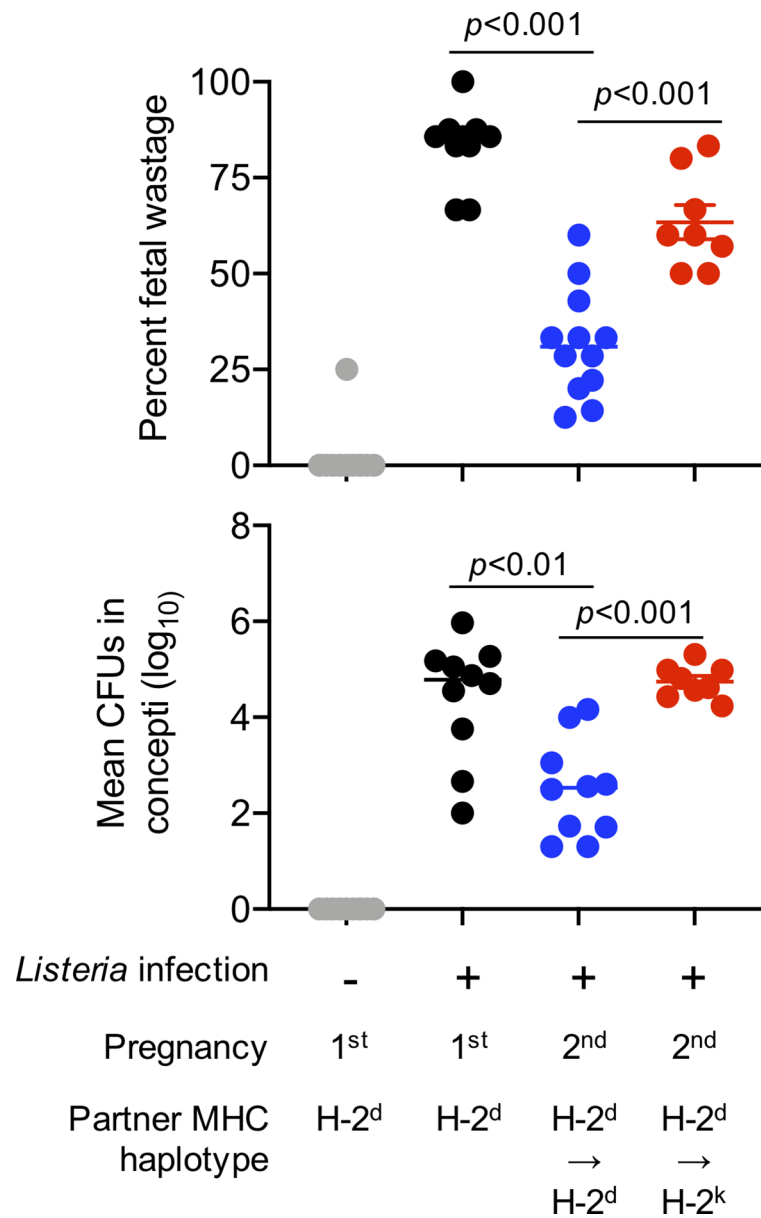 p<0.001
p<0.001
Percent fetal wastage
100
75
50
25
0
p<0.01
p<0.001
Mean CFUs in
concepti (log₁₀)
8
6
4
2
0
Listeria infection - + + +
Pregnancy 1ˢᵗ 1ˢᵗ 2ⁿᵈ 2ⁿᵈ
Partner MHC H-2ᵈ H-2ᵈ H-2ᵈ H-2ᵈ
haplotype → →
H-2ᵈ H-2ᵏ